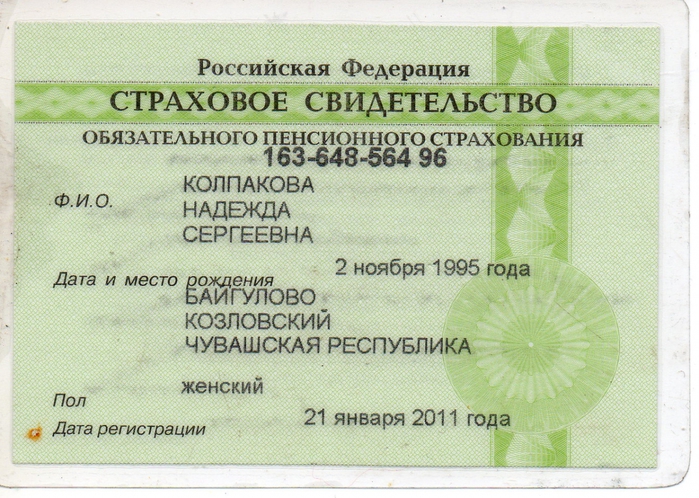 Российская Федерация
СТРАХОВОЕ СВИДЕТЕЛЬСТВО
ОБЯЗАТЕЛЬНОГО ПЕНСИОННОГО СТРАХОВАНИЯ
163-648-564 96
Ф.И.О.
КОЛПАКОВА
НАДЕЖДА
СЕРГЕЕВНА
Дата и место рождения 2 ноября 1995 года
БАЙГУЛОВО
КОЗЛОВСКИЙ
ЧУВАШСКАЯ РЕСПУБЛИКА
Пол женский
Дата регистрации 21 января 2011 года